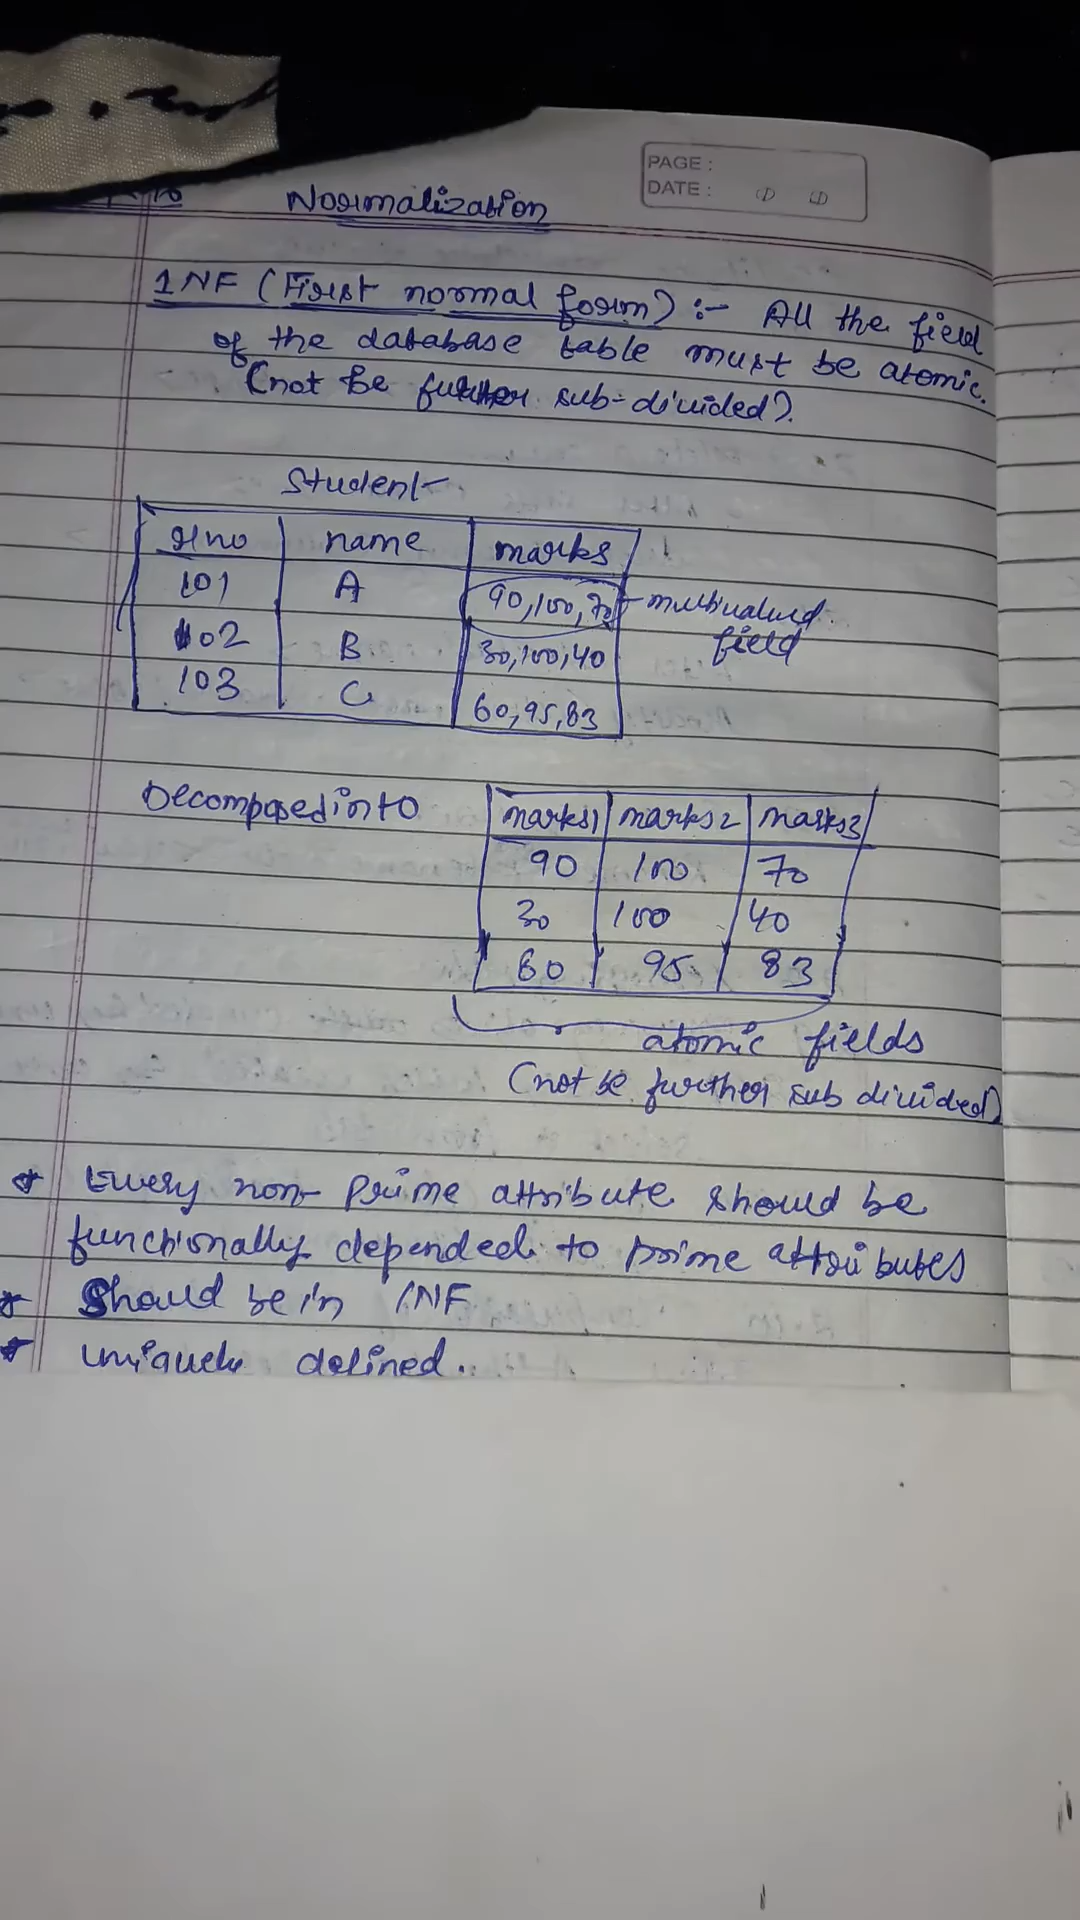 PAGE :
DATE :
Normalization
1NF (First normal form) :- All the field
of the database table must be atomic.
(not be further sub-divided).
Student
rno name marks
101 A 90,100,70 multivalued
field
102 B 30,100,40
103 C 60,95,83
Decomposed into
marks1 marks2 marks3
90 100 70
30 100 40
60 95 83
atomic fields
(not be further sub divided)
* Every non-prime attribute should be
functionally depended to prime attributes
* Should be in 1NF
* uniquely defined.